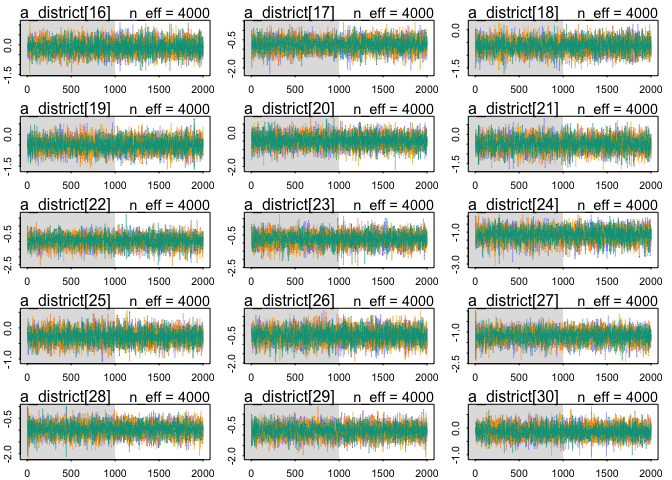 a_district[16] n_eff = 4000 a_district[17] n_eff = 4000 a_district[18] n_eff = 4000
0.0 -1.5 -0.5 -2.0 0.0 -1.5
0 500 1000 1500 2000 0 500 1000 1500 2000 0 500 1000 1500 2000
a_district[19] n_eff = 4000 a_district[20] n_eff = 4000 a_district[21] n_eff = 4000
0.0 -1.5 0.0 -2.0 0.0 -1.5
0 500 1000 1500 2000 0 500 1000 1500 2000 0 500 1000 1500 2000
a_district[22] n_eff = 4000 a_district[23] n_eff = 4000 a_district[24] n_eff = 4000
-0.5 -2.5 -0.5 -2.0 -1.0 -3.0
0 500 1000 1500 2000 0 500 1000 1500 2000 0 500 1000 1500 2000
a_district[25] n_eff = 4000 a_district[26] n_eff = 4000 a_district[27] n_eff = 4000
0.0 -1.0 -0.5 -2.0 -1.0 -2.5
0 500 1000 1500 2000 0 500 1000 1500 2000 0 500 1000 1500 2000
a_district[28] n_eff = 4000 a_district[29] n_eff = 4000 a_district[30] n_eff = 4000
-0.5 -2.0 0.5 -2.0 0.0 -1.0
0 500 1000 1500 2000 0 500 1000 1500 2000 0 500 1000 1500 2000